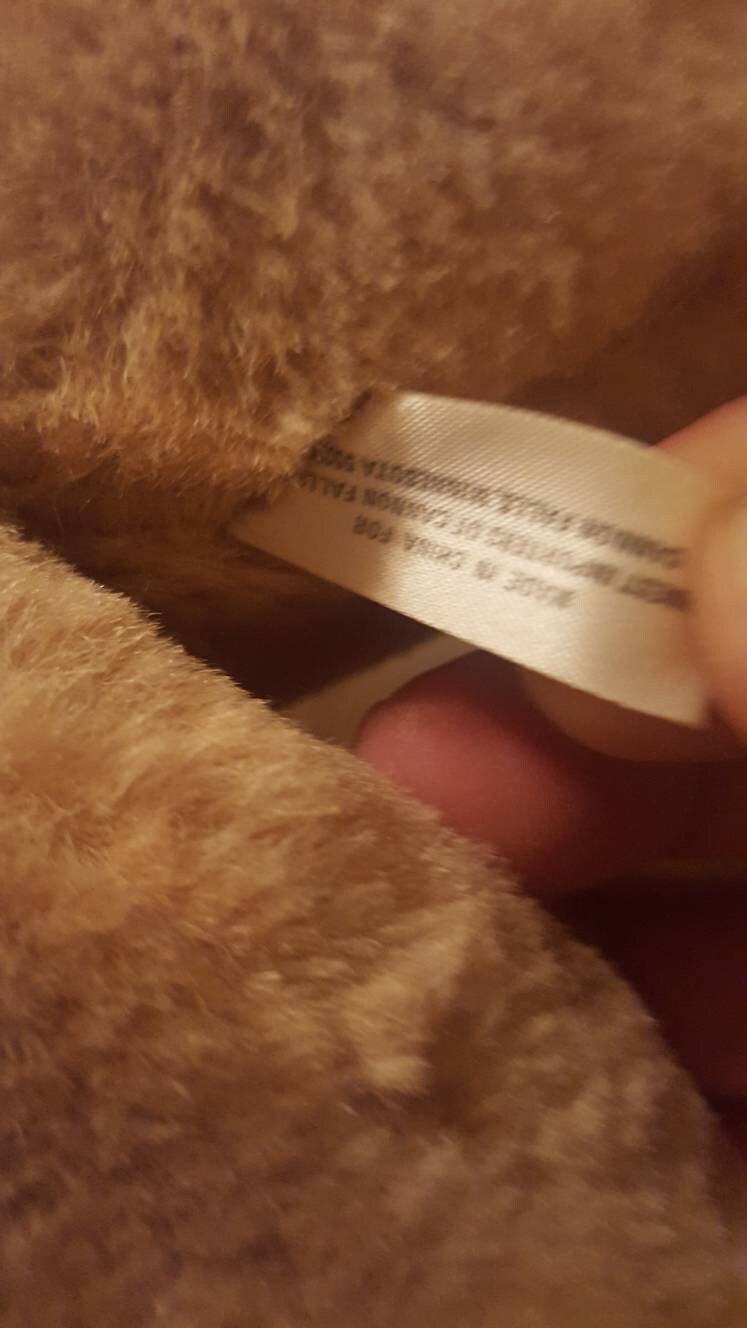 MADE IN CHINA FOR
IMPORTERS OF CANNON FALLS
CANNON FALLS MINNESOTA